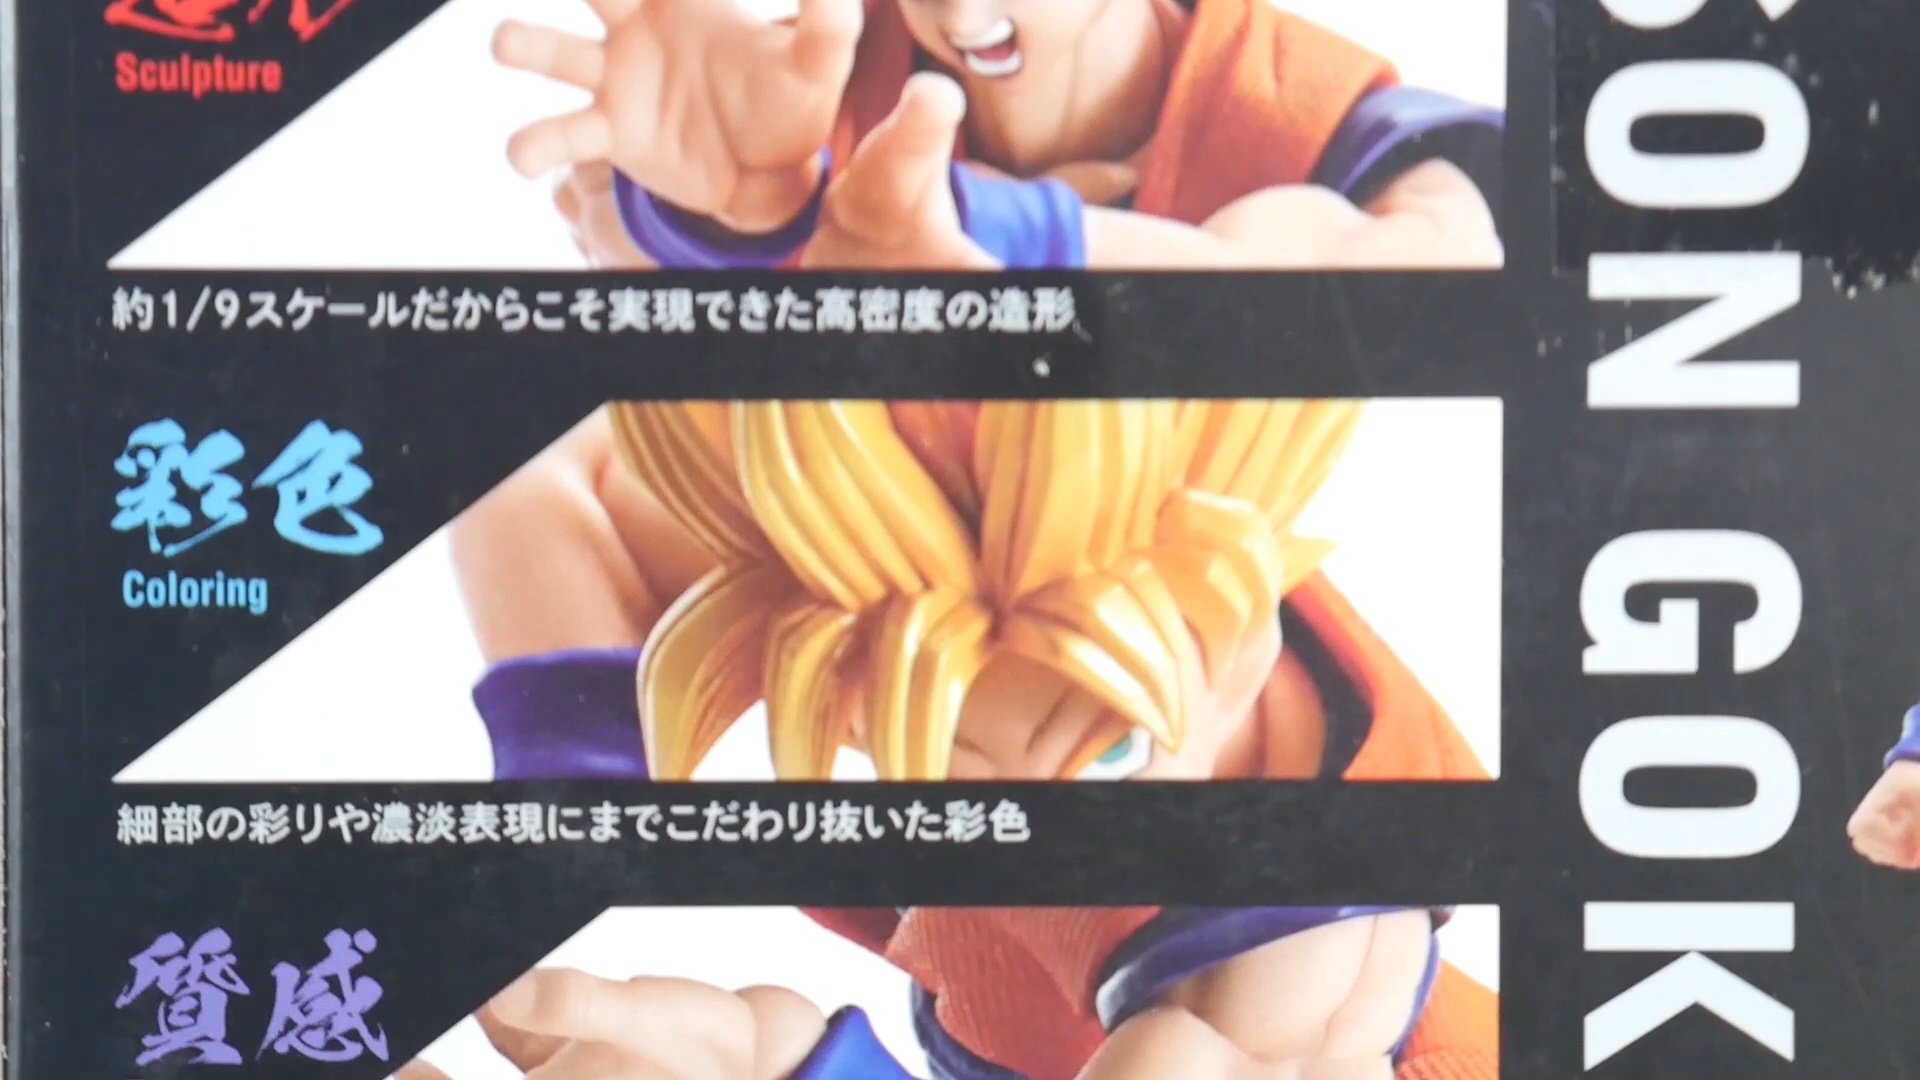 Sculpture
約1/9スケールだからこそ実現できた高密度の造形
彩色
Coloring
細部の彩りや濃淡表現にまでこだわり抜いた彩色
質感
SON GOK